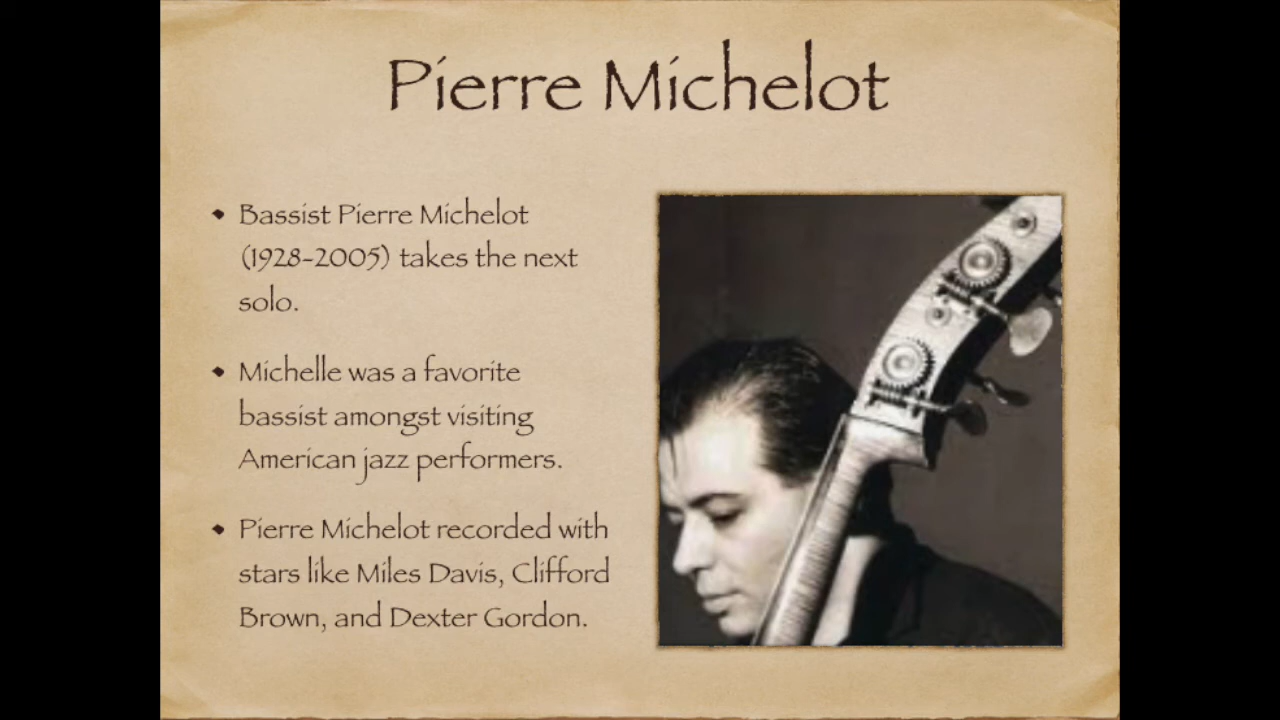 Pierre Michelot
• Bassist Pierre Michelot
(1928-2005) takes the next
solo.
• Michelle was a favorite
bassist amongst visiting
American jazz performers.
• Pierre Michelot recorded with
stars like Miles Davis, Clifford
Brown, and Dexter Gordon.